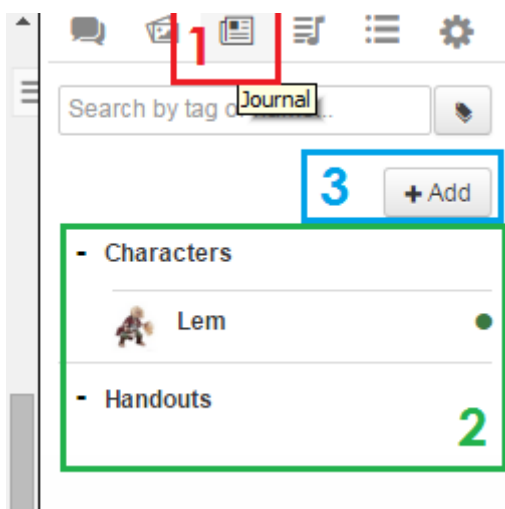 1
Journal
Search by tag o
3
+ Add
- Characters
Lem
- Handouts
2